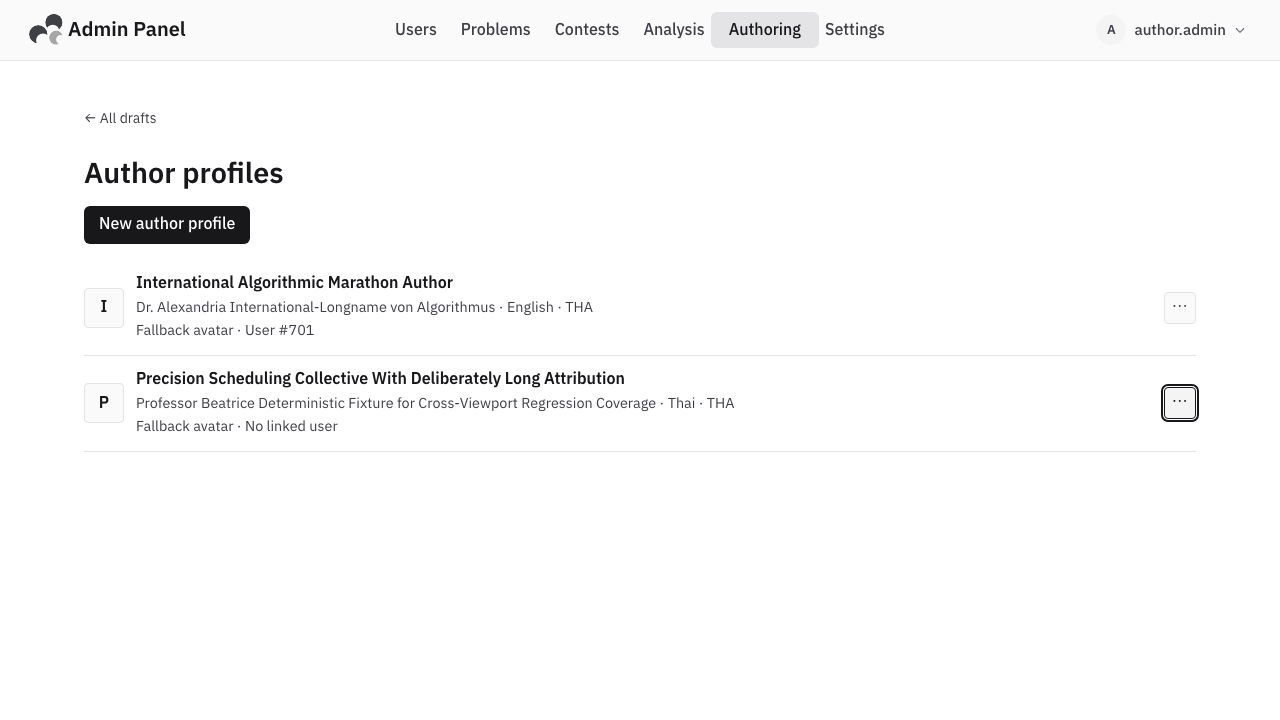 Admin Panel
Users
Problems
Contests
Analysis
Authoring
Settings
A
author.admin
← All drafts
Author profiles
New author profile
I
International Algorithmic Marathon Author
Dr. Alexandria International-Longname von Algorithmus · English · THA
Fallback avatar · User #701
···
P
Precision Scheduling Collective With Deliberately Long Attribution
Professor Beatrice Deterministic Fixture for Cross-Viewport Regression Coverage · Thai · THA
Fallback avatar · No linked user
···